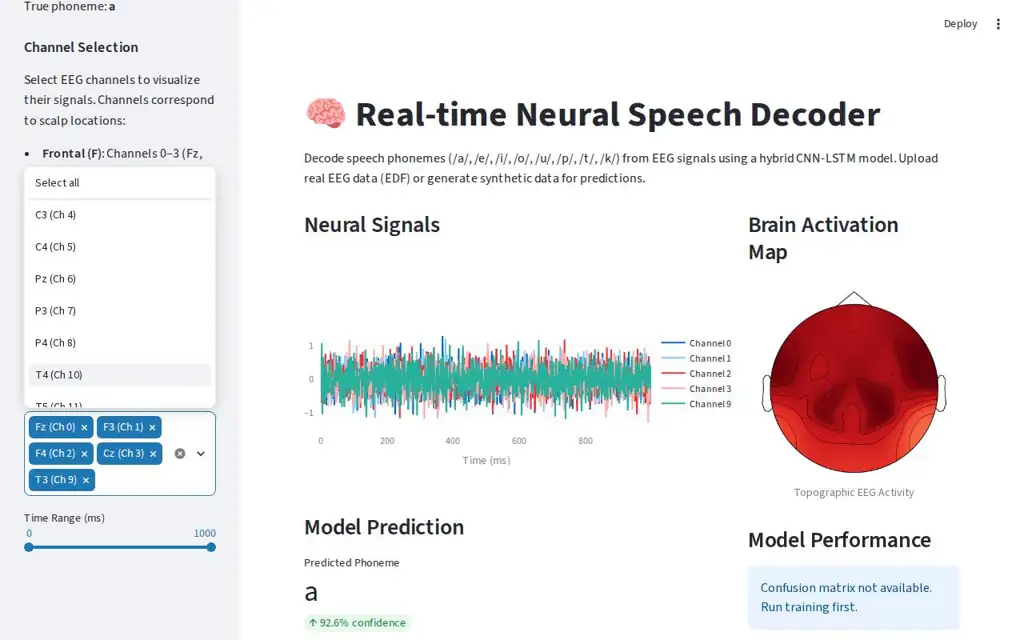 True phoneme: a
Channel Selection
Select EEG channels to visualize
their signals. Channels correspond
to scalp locations:
• Frontal (F): Channels 0–3 (Fz,
Select all
C3 (Ch 4)
C4 (Ch 5)
Pz (Ch 6)
P3 (Ch 7)
P4 (Ch 8)
T4 (Ch 10)
T5 (Ch 11)
Fz (Ch 0) × F3 (Ch 1) ×
F4 (Ch 2) × Cz (Ch 3) ×
T3 (Ch 9) ×
Time Range (ms)
0 1000
Deploy
Real-time Neural Speech Decoder
Decode speech phonemes (/a/, /e/, /i/, /o/, /u/, /p/, /t/, /k/) from EEG signals using a hybrid CNN-LSTM model. Upload
real EEG data (EDF) or generate synthetic data for predictions.
Neural Signals
1
0
−1
0 200 400 600 800
Time (ms)
Channel 0
Channel 1
Channel 2
Channel 3
Channel 9
Brain Activation
Map
Topographic EEG Activity
Model Prediction
Predicted Phoneme
a
↑ 92.6% confidence
Model Performance
Confusion matrix not available.
Run training first.